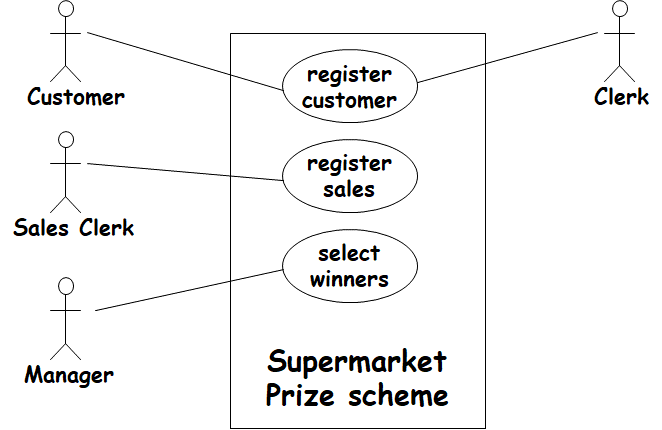 Customer
Clerk
register
customer
Sales Clerk
register
sales
Manager
select
winners
Supermarket
Prize scheme